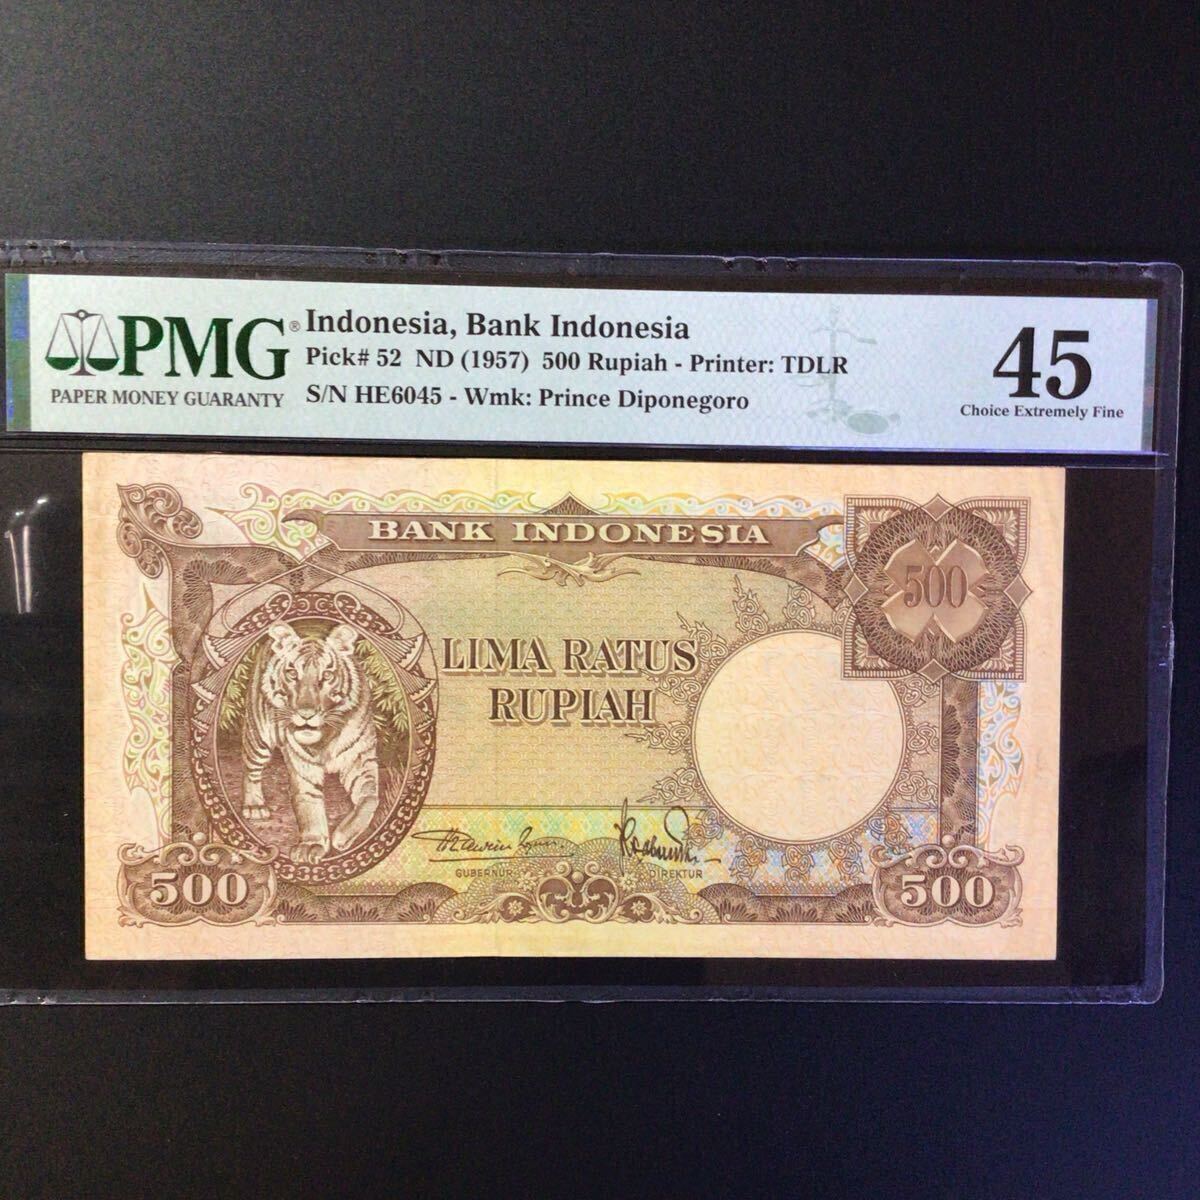 PMG®
PAPER MONEY GUARANTY
Indonesia, Bank Indonesia
Pick# 52 ND (1957) 500 Rupiah - Printer: TDLR
S/N HE6045 - Wmk: Prince Diponegoro
45
Choice Extremely Fine
BANK INDONESIA
500
LIMA RATUS
RUPIAH
GUBERNUR
DIREKTUR
500
500